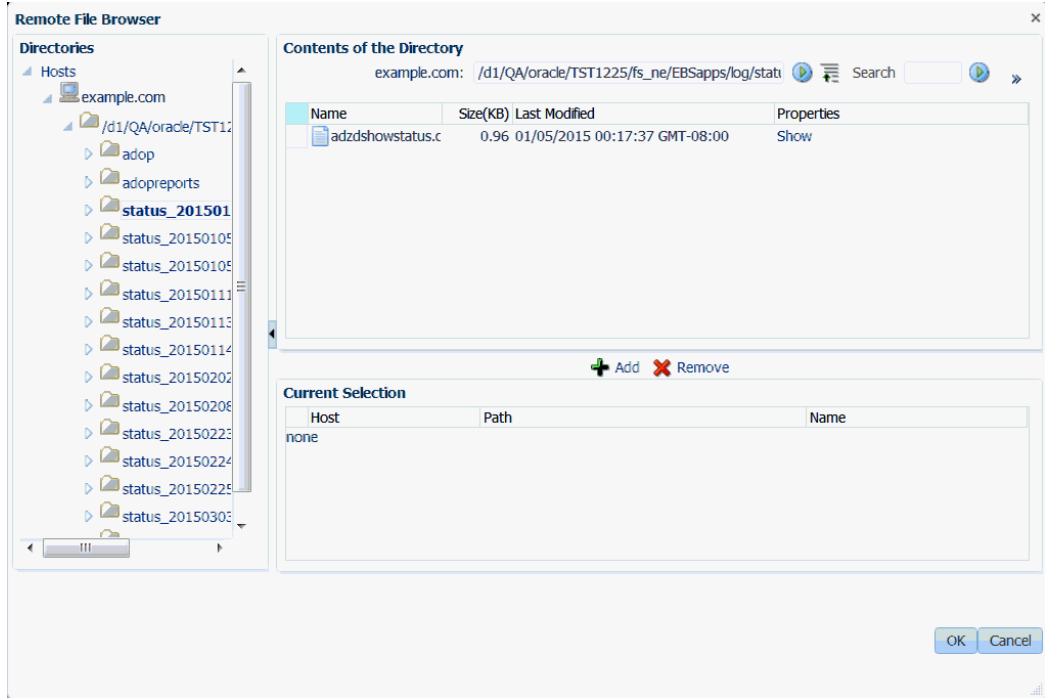 Remote File Browser
Directories
Hosts
example.com
/d1/QA/oracle/TST12
adop
adopreports
status_201501
status_20150105
status_20150105
status_20150111
status_20150113
status_20150114
status_20150202
status_20150208
status_20150223
status_20150224
status_20150225
status_20150303
Contents of the Directory
example.com: /d1/QA/oracle/TST1225/fs_ne/EBSapps/log/statu Search »
Name Size(KB) Last Modified Properties
adzdshowstatus.c 0.96 01/05/2015 00:17:37 GMT-08:00 Show
Add Remove
Current Selection
Host Path Name
none
OK Cancel